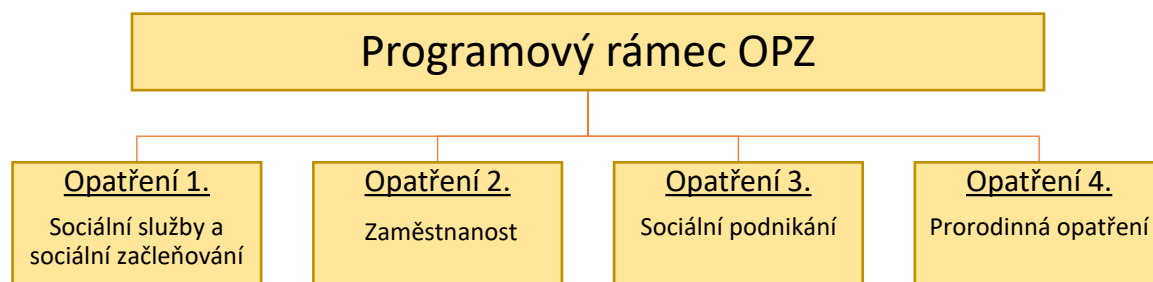 Programový rámec OPZ
Opatření 1.
Sociální služby a
sociální začleňování
Opatření 2.
Zaměstnanost
Opatření 3.
Sociální podnikání
Opatření 4.
Prorodinná opatření